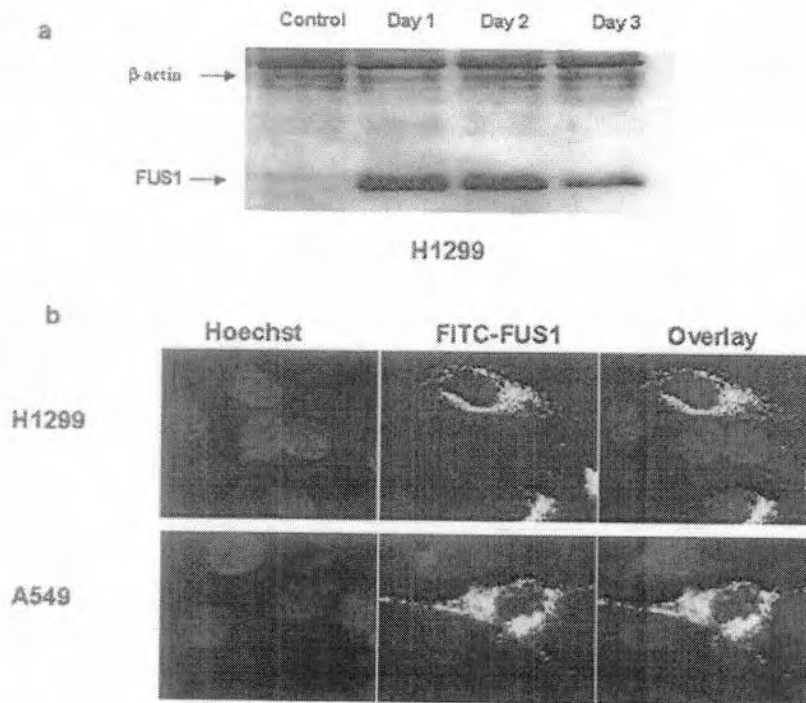 a
Control Day 1 Day 2 Day 3
β-actin
FUS1
H1299
b
Hoechst FITC-FUS1 Overlay
H1299
A549